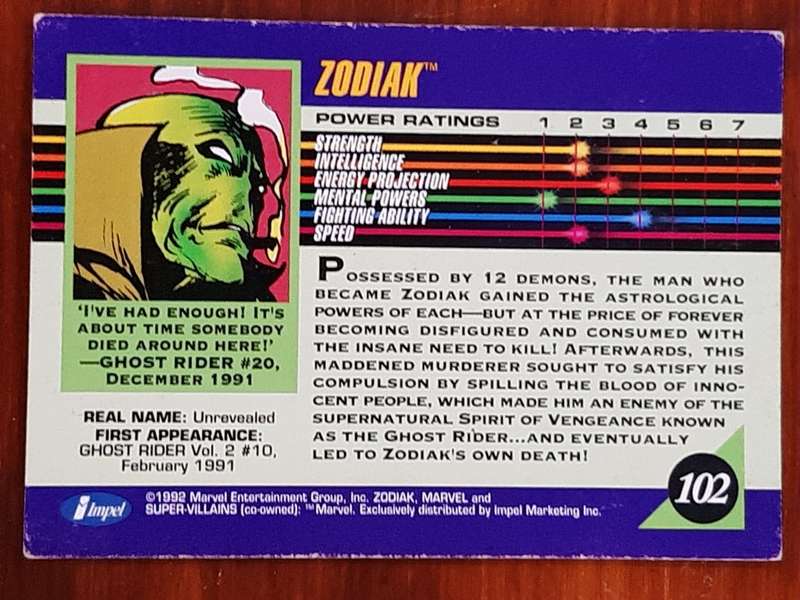 ZODIAK™
POWER RATINGS 1 2 3 4 5 6 7
STRENGTH
INTELLIGENCE
ENERGY PROJECTION
MENTAL POWERS
FIGHTING ABILITY
SPEED
'I'VE HAD ENOUGH! IT'S
ABOUT TIME SOMEBODY
DIED AROUND HERE!'
—GHOST RIDER #20,
DECEMBER 1991
REAL NAME: Unrevealed
FIRST APPEARANCE:
GHOST RIDER Vol. 2 #10,
February 1991
POSSESSED BY 12 DEMONS, THE MAN WHO
BECAME ZODIAK GAINED THE ASTROLOGICAL
POWERS OF EACH—BUT AT THE PRICE OF FOREVER
BECOMING DISFIGURED AND CONSUMED WITH
THE INSANE NEED TO KILL! AFTERWARDS, THIS
MADDENED MURDERER SOUGHT TO SATISFY HIS
COMPULSION BY SPILLING THE BLOOD OF INNO-
CENT PEOPLE, WHICH MADE HIM AN ENEMY OF THE
SUPERNATURAL SPIRIT OF VENGEANCE KNOWN
AS THE GHOST RIDER...AND EVENTUALLY
LED TO ZODIAK'S OWN DEATH!
102
Impel
©1992 Marvel Entertainment Group, Inc. ZODIAK, MARVEL and
SUPER-VILLAINS (co-owned): ™Marvel. Exclusively distributed by Impel Marketing Inc.